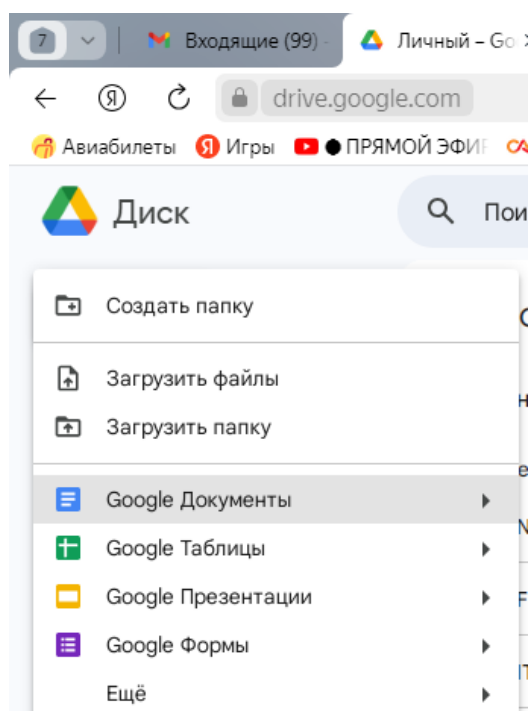 7 Входящие (99) - Личный – Go
drive.google.com
Авиабилеты Игры ПРЯМОЙ ЭФИР
Диск Пои
Создать папку
Загрузить файлы
Загрузить папку
Google Документы
Google Таблицы
Google Презентации
Google Формы
Ещё